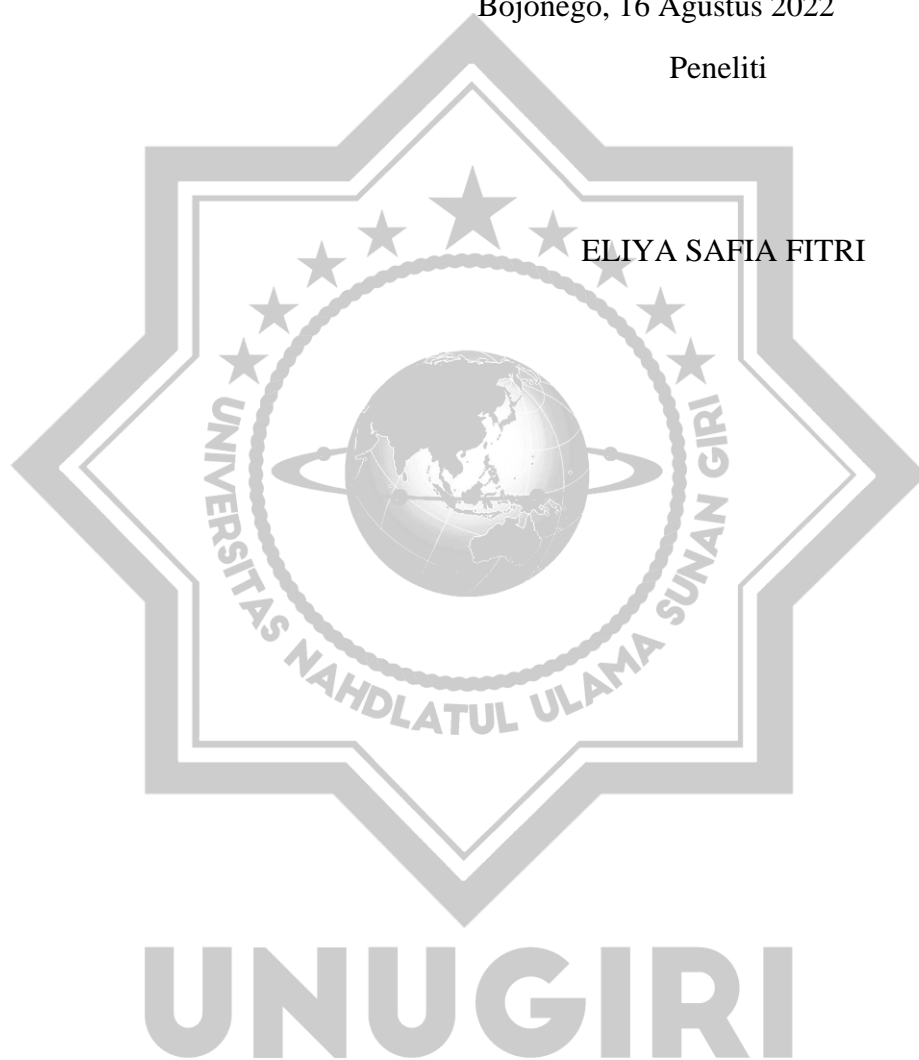 Bojonego, 16 Agustus 2022
Peneliti
ELIYA SAFIA FITRI
UNIVERSITAS NAHDLATUL ULAMA SUNAN GIRI
UNUGIRI